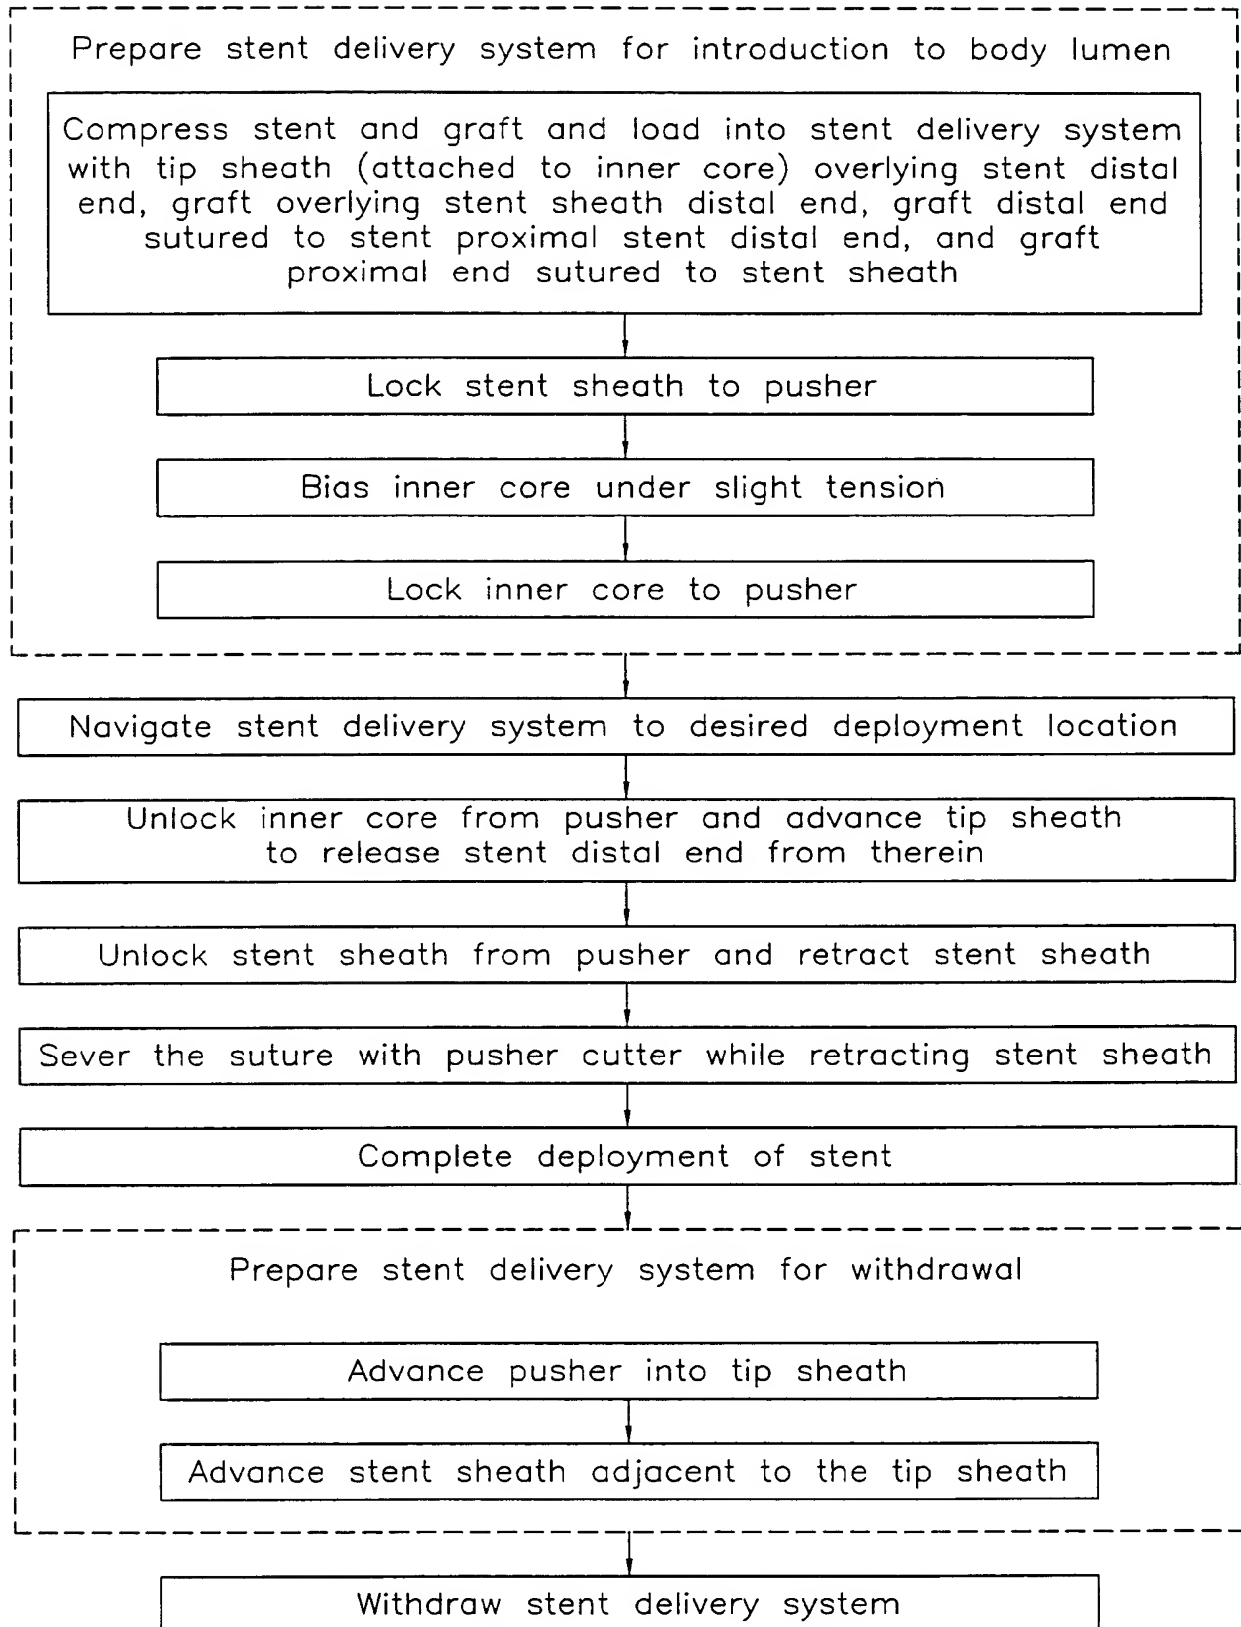 Prepare stent delivery system for introduction to body lumen
Compress stent and graft and load into stent delivery system
with tip sheath (attached to inner core) overlying stent distal
end, graft overlying stent sheath distal end, graft distal end
sutured to stent proximal stent distal end, and graft
proximal end sutured to stent sheath
Lock stent sheath to pusher
Bias inner core under slight tension
Lock inner core to pusher
Navigate stent delivery system to desired deployment location
Unlock inner core from pusher and advance tip sheath
to release stent distal end from therein
Unlock stent sheath from pusher and retract stent sheath
Sever the suture with pusher cutter while retracting stent sheath
Complete deployment of stent
Prepare stent delivery system for withdrawal
Advance pusher into tip sheath
Advance stent sheath adjacent to the tip sheath
Withdraw stent delivery system